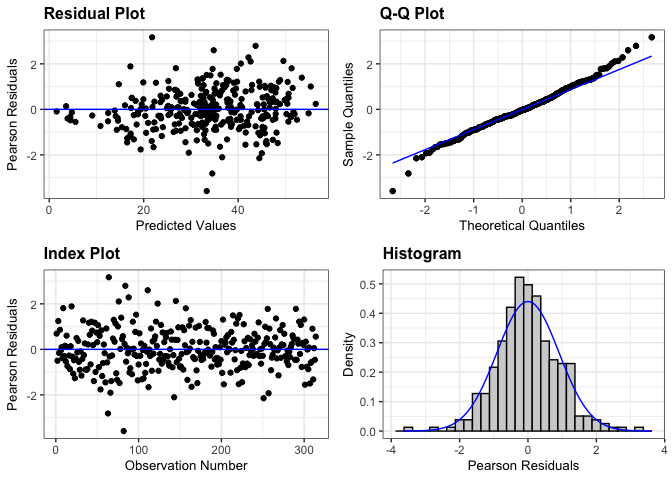 Residual Plot
Pearson Residuals
2
0
-2
0 20 40
Predicted Values
Q-Q Plot
Sample Quantiles
2
0
-2
-2 -1 0 1 2
Theoretical Quantiles
Index Plot
Pearson Residuals
2
0
-2
0 100 200 300
Observation Number
Histogram
Density
0.5
0.4
0.3
0.2
0.1
0.0
-4 -2 0 2 4
Pearson Residuals